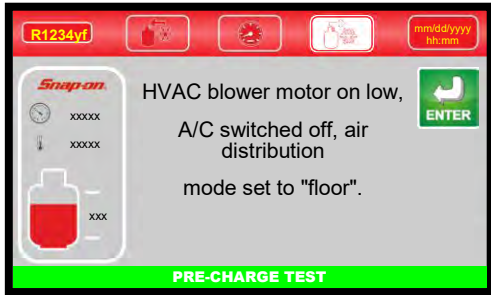 R1234yf
mm/dd/yyyy
hh:mm
Snap-on
xxxxx
xxxxx
xxx
HVAC blower motor on low,
A/C switched off, air
distribution
mode set to "floor".
ENTER
PRE-CHARGE TEST